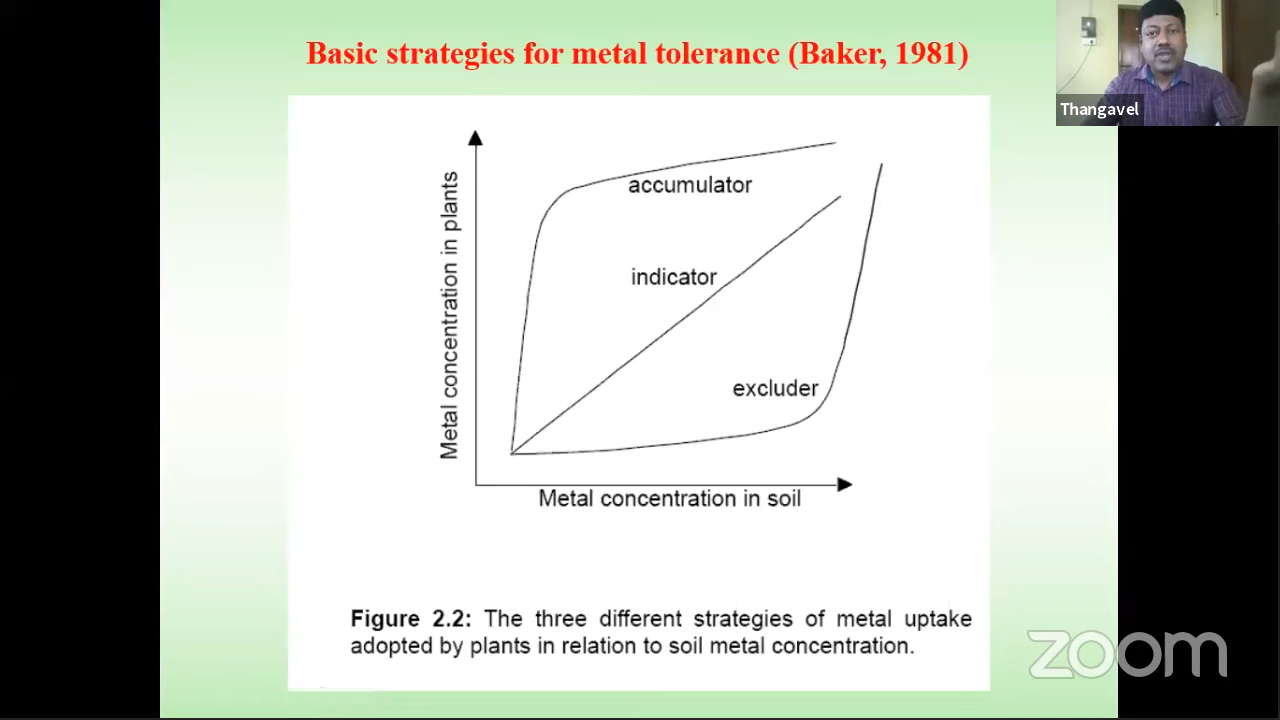 Basic strategies for metal tolerance (Baker, 1981)
Thangavel
Metal concentration in plants
accumulator
indicator
excluder
Metal concentration in soil
Figure 2.2: The three different strategies of metal uptake
adopted by plants in relation to soil metal concentration.
zoom